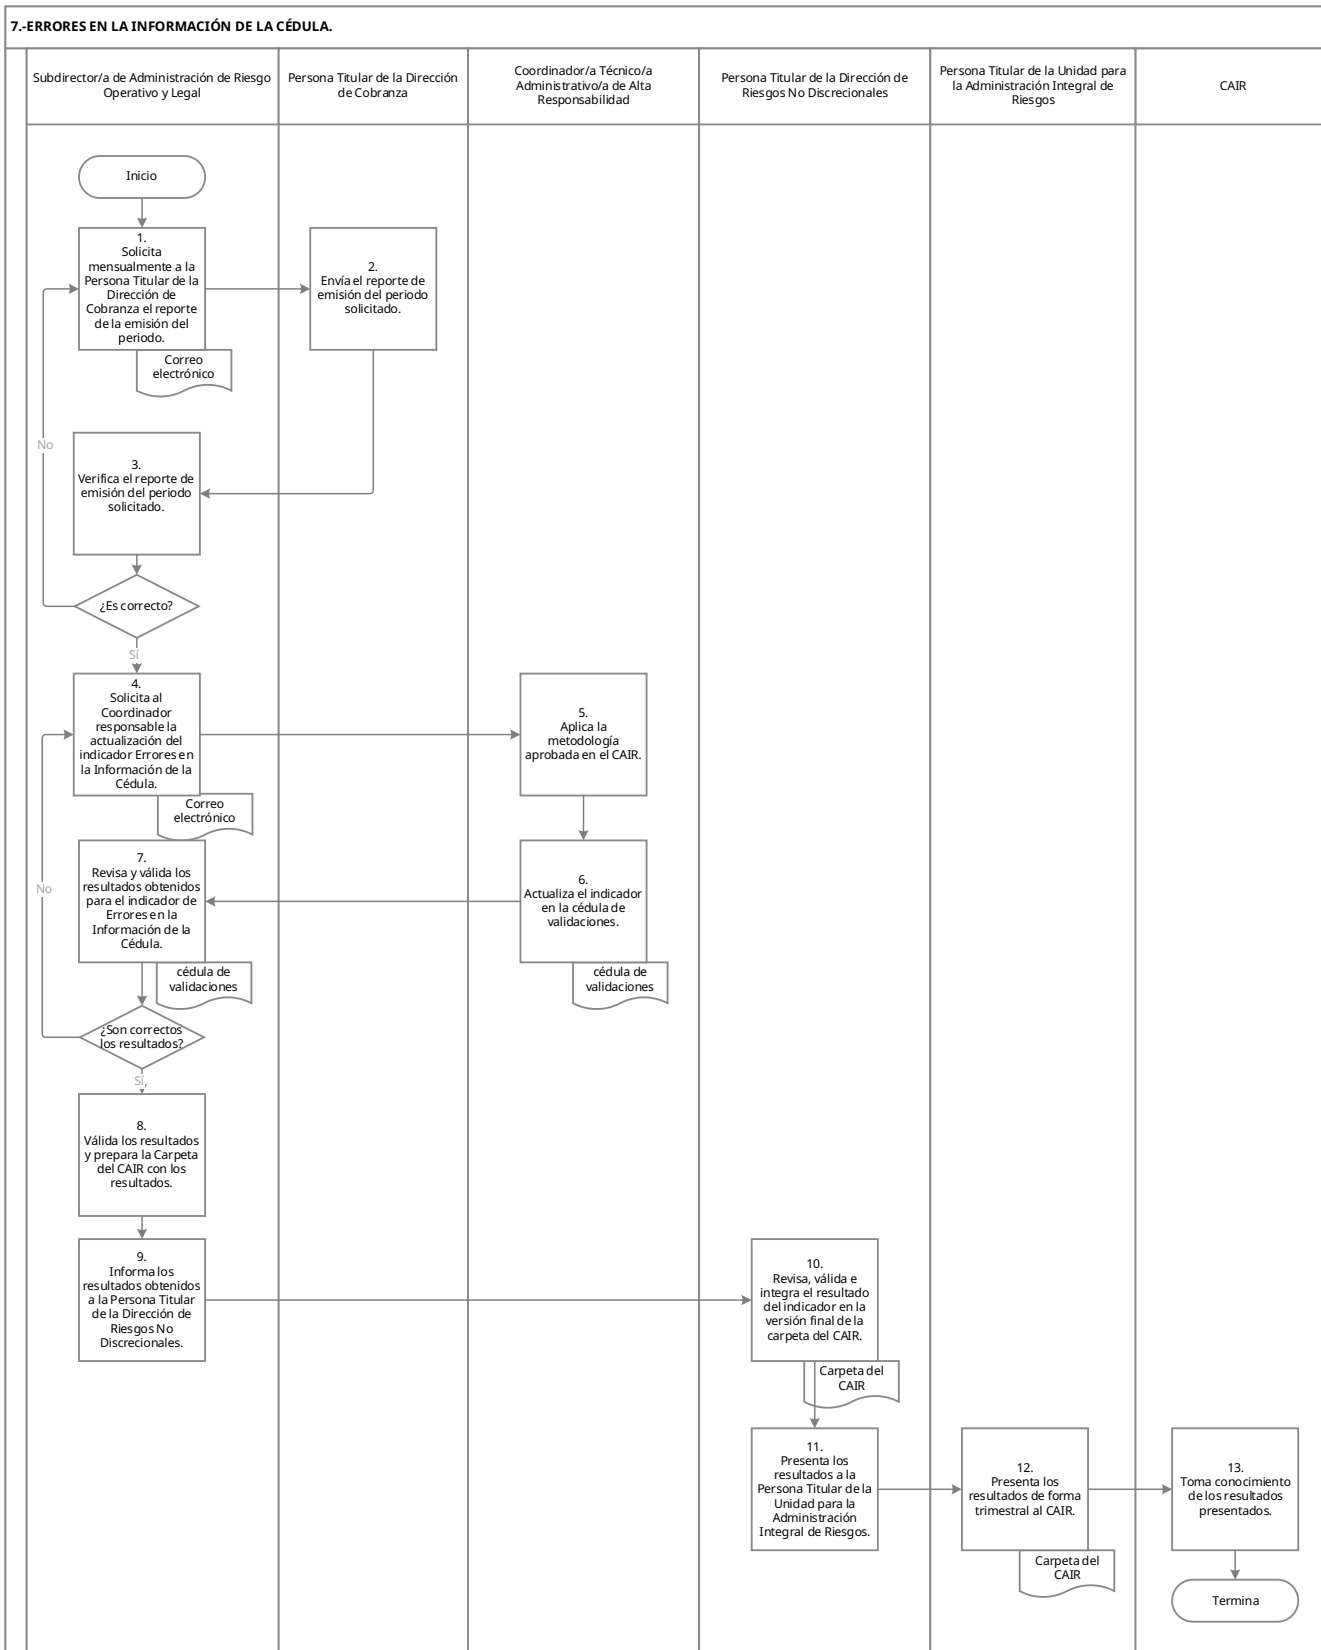 7.-ERRORES EN LA INFORMACIÓN DE LA CÉDULA.
Subdirector/a de Administración de Riesgo
Operativo y Legal
Persona Titular de la Dirección
de Cobranza
Coordinador/a Técnico/a
Administrativo/a de Alta
Responsabilidad
Persona Titular de la Dirección de
Riesgos No Discrecionales
Persona Titular de la Unidad para
la Administración Integral de
Riesgos
CAIR
Inicio
1.
Solicita
mensualmente a la
Persona Titular de la
Dirección de
Cobranza el reporte
de la emisión del
periodo.
Correo
electrónico
2.
Envía el reporte de
emisión del periodo
solicitado.
No
3.
Verifica el reporte de
emisión del periodo
solicitado.
¿Es correcto?
Sí
4.
Solicita al
Coordinador
responsable la
actualización del
indicador Errores en
la Información de la
Cédula.
Correo
electrónico
5.
Aplica la
metodología
aprobada en el CAIR.
6.
Actualiza el indicador
en la cédula de
validaciones.
cédula de
validaciones
7.
Revisa y válida los
resultados obtenidos
para el indicador de
Errores en la
Información de la
Cédula.
No
cédula de
validaciones
¿Son correctos
los resultados?
Sí,
8.
Válida los resultados
y prepara la Carpeta
del CAIR con los
resultados.
9.
Informa los
resultados obtenidos
a la Persona Titular
de la Dirección de
Riesgos No
Discrecionales.
10.
Revisa, válida e
integra el resultado
del indicador en la
versión final de la
carpeta del CAIR.
Carpeta del
CAIR
11.
Presenta los
resultados a la
Persona Titular de la
Unidad para la
Administración
Integral de Riesgos.
12.
Presenta los
resultados de forma
trimestral al CAIR.
Carpeta del
CAIR
13.
Toma conocimiento
de los resultados
presentados.
Termina